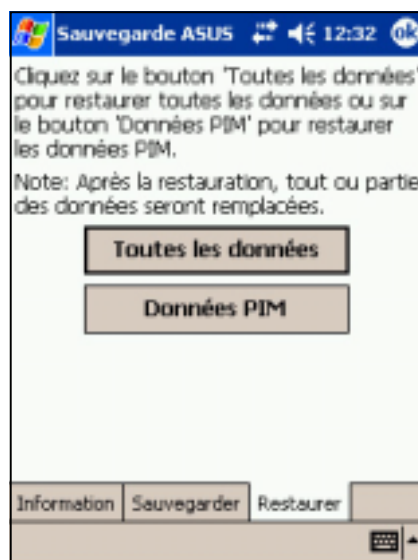 Sauvegarde ASUS 12:32 ok
Cliquez sur le bouton 'Toutes les données'
pour restaurer toutes les données ou sur
le bouton 'Données PIM' pour restaurer
les données PIM.
Note: Après la restauration, tout ou partie
des données seront remplacées.
Toutes les données
Données PIM
Information Sauvegarder Restaurer